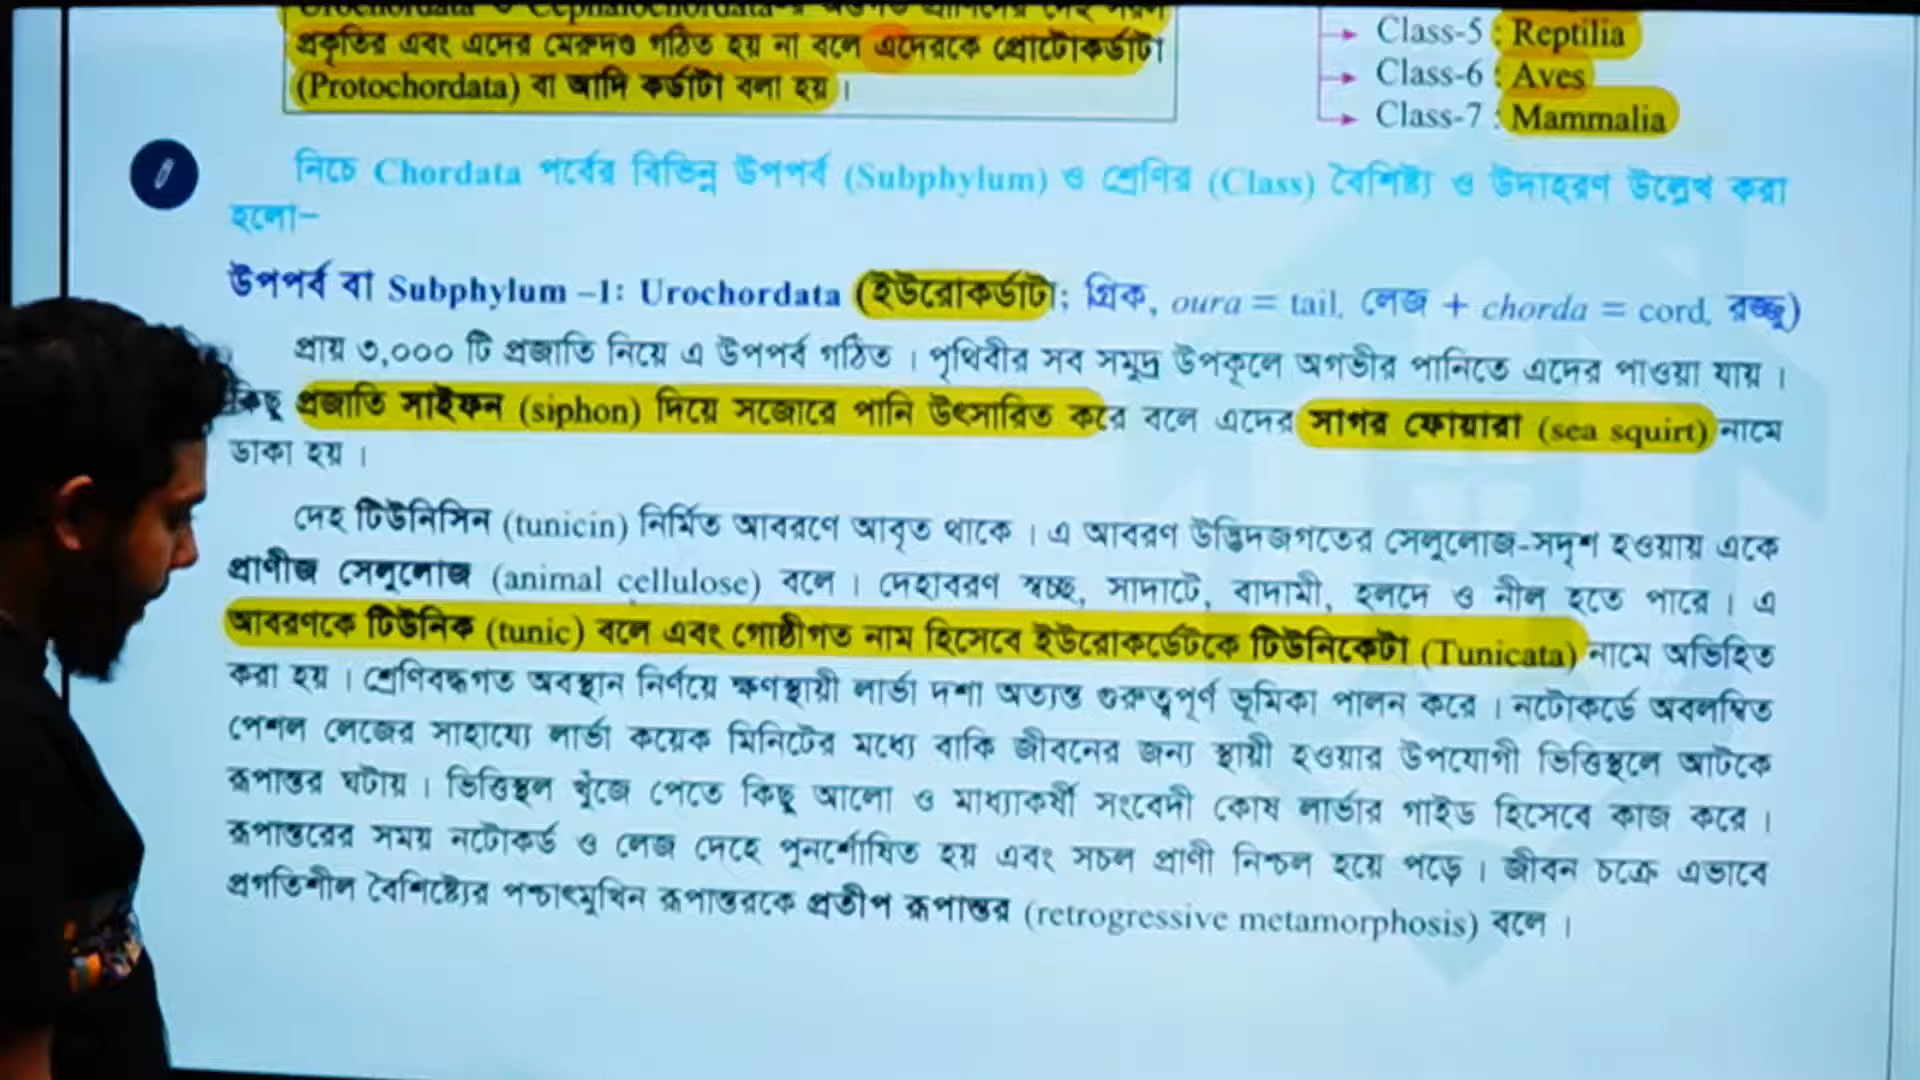 Urochordata ও Cephalochordata-র অন্তর্গত প্রাণিদের দেহ সরল
প্রকৃতির এবং এদের মেরুদণ্ড গঠিত হয় না বলে এদেরকে প্রোটোকর্ডাটা
(Protochordata) বা আদি কর্ডাটা বলা হয়।
Class-5 : Reptilia
Class-6 : Aves
Class-7 : Mammalia
নিচে Chordata পর্বের বিভিন্ন উপপর্ব (Subphylum) ও শ্রেণির (Class) বৈশিষ্ট্য ও উদাহরণ উল্লেখ করা
হলো–
উপপর্ব বা Subphylum –1: Urochordata (ইউরোকর্ডাটা; গ্রিক, oura = tail, লেজ + chorda = cord, রজ্জু)
প্রায় ৩,০০০ টি প্রজাতি নিয়ে এ উপপর্ব গঠিত। পৃথিবীর সব সমুদ্র উপকূলে অগভীর পানিতে এদের পাওয়া যায়।
কিছু প্রজাতি সাইফন (siphon) দিয়ে সজোরে পানি উৎসারিত করে বলে এদের সাগর ফোয়ারা (sea squirt) নামে
ডাকা হয়।
দেহ টিউনিসিন (tunicin) নির্মিত আবরণে আবৃত থাকে। এ আবরণ উদ্ভিদজগতের সেলুলোজ-সদৃশ হওয়ায় একে
প্রাণীজ সেলুলোজ (animal cellulose) বলে। দেহাবরণ স্বচ্ছ, সাদাটে, বাদামী, হলদে ও নীল হতে পারে। এ
আবরণকে টিউনিক (tunic) বলে এবং গোষ্ঠীগত নাম হিসেবে ইউরোকর্ডেটকে টিউনিকেটা (Tunicata) নামে অভিহিত
করা হয়। শ্রেণিবদ্ধগত অবস্থান নির্ণয়ে ক্ষণস্থায়ী লার্ভা দশা অত্যন্ত গুরুত্বপূর্ণ ভূমিকা পালন করে। নটোকর্ডে অবলম্বিত
পেশল লেজের সাহায্যে লার্ভা কয়েক মিনিটের মধ্যে বাকি জীবনের জন্য স্থায়ী হওয়ার উপযোগী ভিত্তিস্থলে আটকে
রূপান্তর ঘটায়। ভিত্তিস্থল খুঁজে পেতে কিছু আলো ও মাধ্যাকর্ষী সংবেদী কোষ লার্ভার গাইড হিসেবে কাজ করে।
রূপান্তরের সময় নটোকর্ড ও লেজ দেহে পুনর্শোষিত হয় এবং সচল প্রাণী নিশ্চল হয়ে পড়ে। জীবন চক্রে এভাবে
প্রগতিশীল বৈশিষ্ট্যের পশ্চাৎমুখিন রূপান্তরকে প্রতীপ রূপান্তর (retrogressive metamorphosis) বলে।